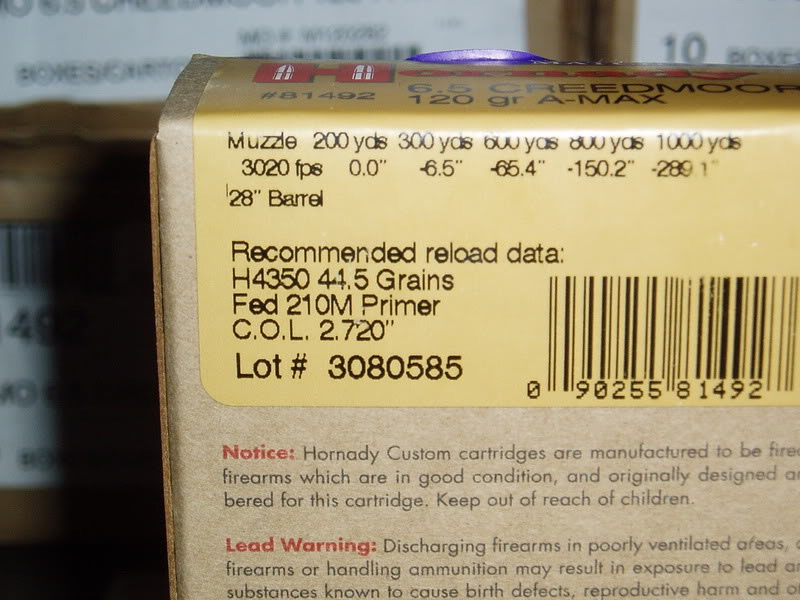 MO#
BOXES/CARTO
10 BOXES
Hornady
#81492 6.5 CREEDMOOR
120 gr A-MAX
Muzzle 200 yds 300 yds 600 yds 800 yds 1000 yds
3020 fps 0.0" -6.5" -65.4" -150.2" -289.1"
28" Barrel
Recommended reload data:
H4350 44.5 Grains
Fed 210M Primer
C.O.L. 2.720"
Lot # 3080585
0 90255 81492
Notice: Hornady Custom cartridges are manufactured to be fire
firearms which are in good condition, and originally designed a
bered for this cartridge. Keep out of reach of children.
Lead Warning: Discharging firearms in poorly ventilated areas,
firearms or handling ammunition may result in exposure to lead a
substances known to cause birth defects, reproductive harm and o